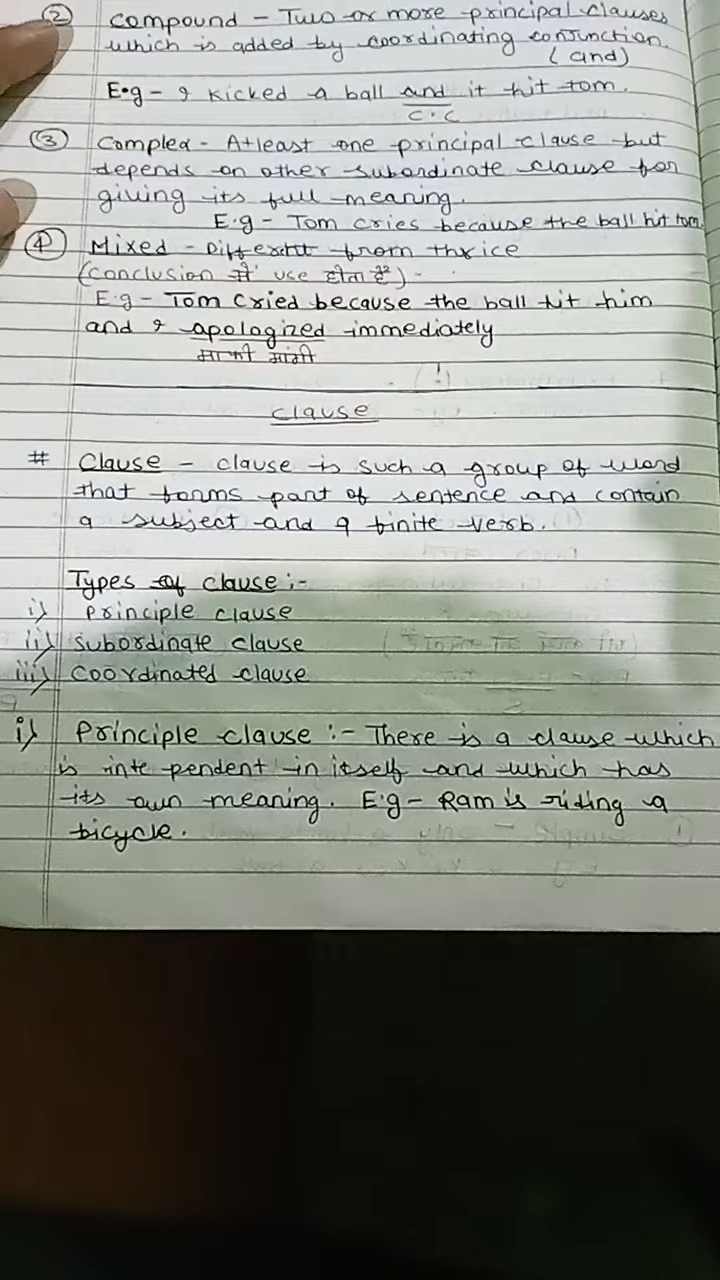 ② Compound - Two or more principal clauses
which is added by coordinating conjunction.
(and)
E.g - I kicked a ball and it hit tom.
C.C
③ Complex - Atleast one principal clause but
depends on other subordinate clause for
giving its full meaning.
E.g - Tom cries because the ball hit tom.
④ Mixed - Different from thrice
(Conclusion में use होता है) -
E.g - Tom cried because the ball hit him
and I apologized immediately
माफी मांगी
Clause
# Clause - clause is such a group of word
that forms part of sentence and contain
a subject and a finite verb.
Types of clause :-
i) Principle clause
ii) Subordinate clause
iii) Coordinated clause
i) Principle clause :- There is a clause which
is inte pendent in itself and which has
its own meaning. E.g - Ram is riding a
bicycle.